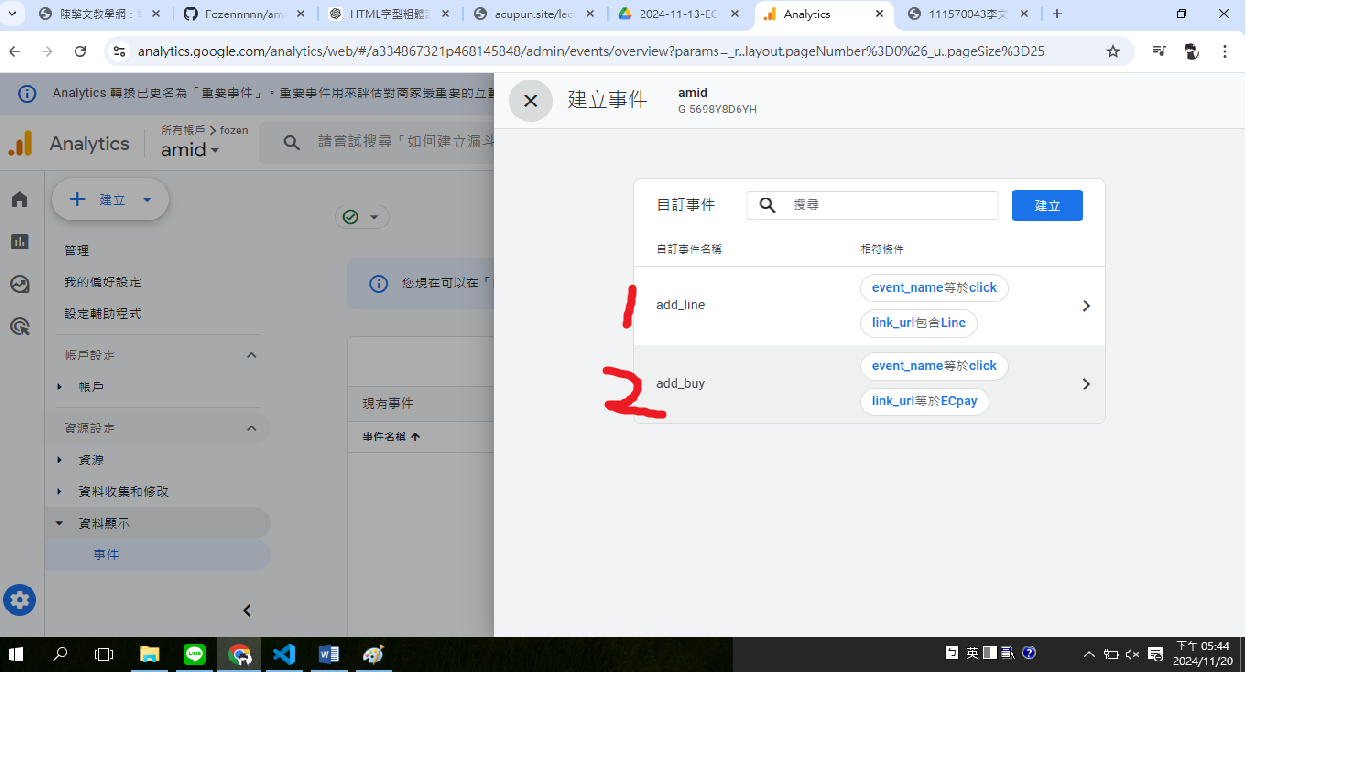 陳擎文教學網：
Fozennnnn/am
HTML字型粗體
acupun.site/lec
2024-11-13-EC
Analytics
111570043李文
analytics.google.com/analytics/web/#/a334867321p468145848/admin/events/overview?params=_r..layout.pageNumber%3D0%26_u..pageSize%3D25
Analytics 轉換已更名為「重要事件」。重要事件用來評估對商家最重要的互動
Analytics
所有帳戶 > fozen
amid
請嘗試搜尋「如何建立漏斗
建立
管理
我的偏好設定
設定輔助程式
帳戶設定
帳戶
資源設定
資源
資料收集和修改
資料顯示
事件
您現在可以在「
現有事件
事件名稱
建立事件
amid
G-5698Y8D6YH
自訂事件
搜尋
建立
自訂事件名稱
相符條件
1
add_line
event_name等於click
link_url包含Line
2
add_buy
event_name等於click
link_url等於ECpay
英
下午 05:44
2024/11/20